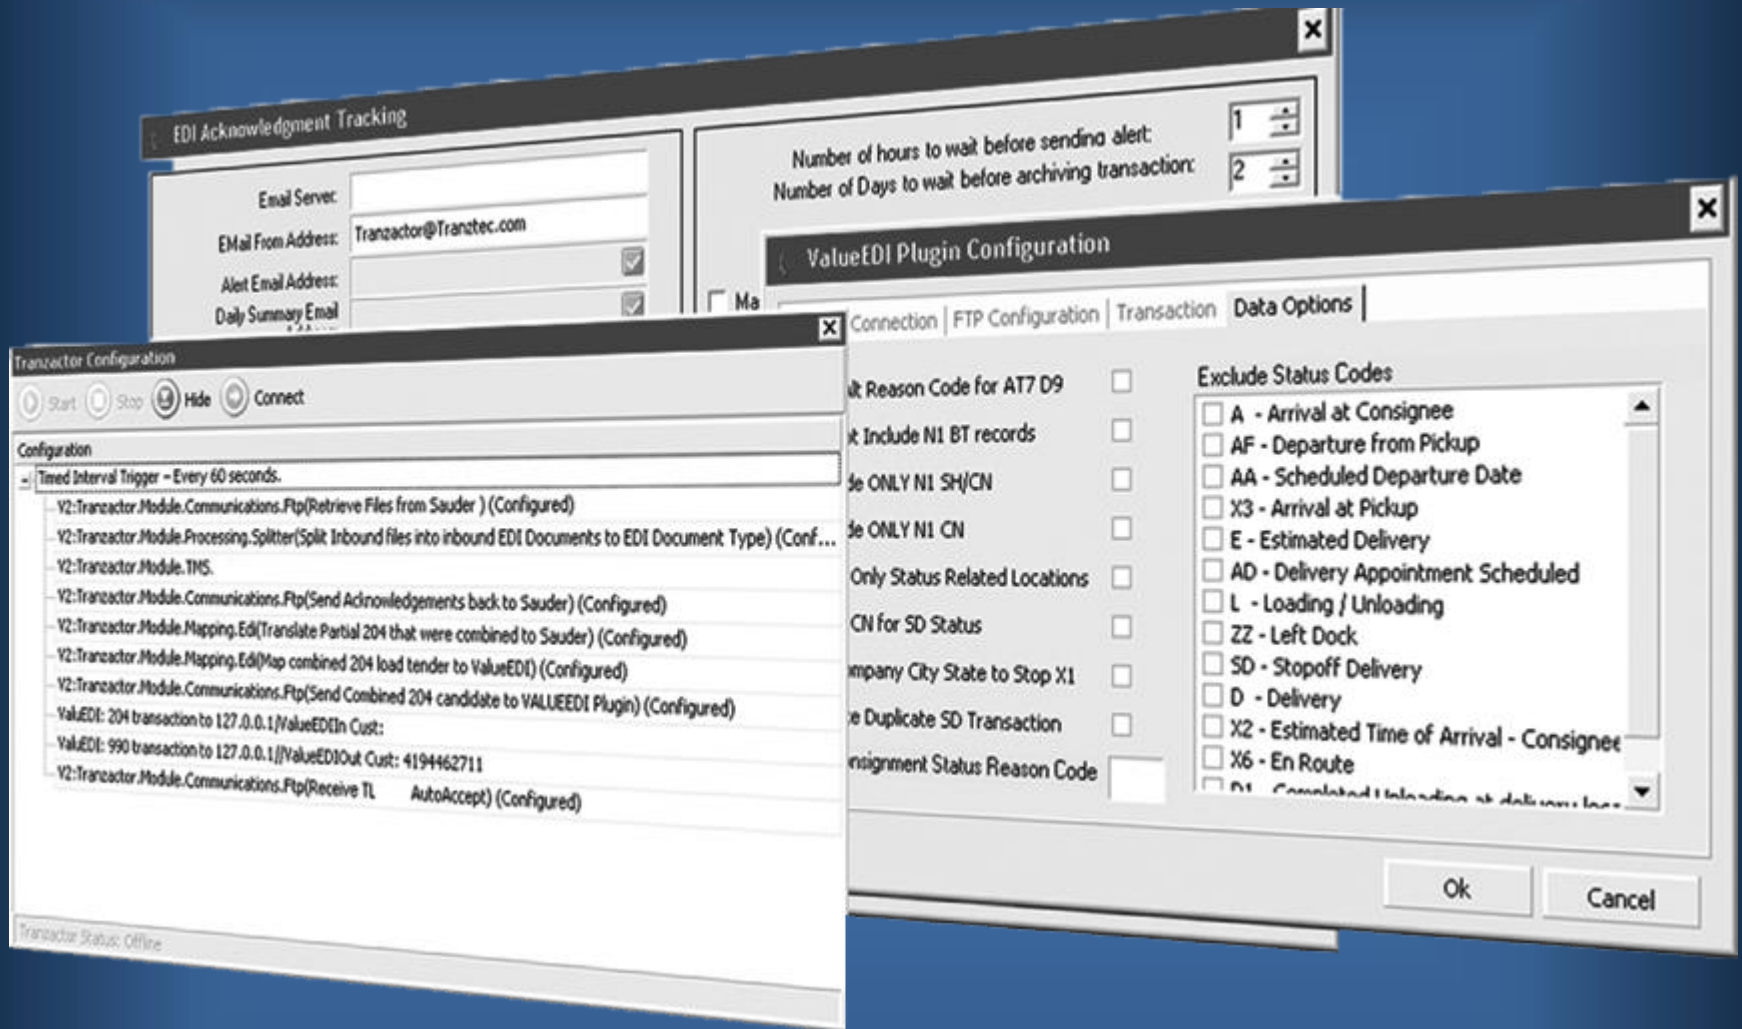 EDI Acknowledgment Tracking
Email Server:
EMail From Address: Tranzactor@Tranztec.com
Alert Email Address:
Daily Summary Email
Number of hours to wait before sending alert: 1
Number of Days to wait before archiving transaction: 2
Ma
ValueEDI Plugin Configuration
Connection | FTP Configuration | Transaction | Data Options
Reason Code for AT7 D9
Include N1 BT records
ONLY N1 SH/CN
ONLY N1 CN
Only Status Related Locations
CN for SD Status
City State to Stop X1
Duplicate SD Transaction
Status Reason Code
Exclude Status Codes
A - Arrival at Consignee
AF - Departure from Pickup
AA - Scheduled Departure Date
X3 - Arrival at Pickup
E - Estimated Delivery
AD - Delivery Appointment Scheduled
L - Loading / Unloading
ZZ - Left Dock
SD - Stopoff Delivery
D - Delivery
X2 - Estimated Time of Arrival - Consignee
X6 - En Route
D1 - Completed Unloading at delivery
Ok
Cancel
Tranzactor Configuration
Start Stop Hide Connect
Configuration
Timed Interval Trigger - Every 60 seconds.
V2:Tranzactor.Module.Communications.Ftp(Retrieve Files from Sauder ) (Configured)
V2:Tranzactor.Module.Processing.Splitter(Split Inbound files into inbound EDI Documents to EDI Document Type) (Conf...
V2:Tranzactor.Module.TMS.
V2:Tranzactor.Module.Communications.Ftp(Send Acknowledgements back to Sauder) (Configured)
V2:Tranzactor.Module.Mapping.Edi(Translate Partial 204 that were combined to Sauder) (Configured)
V2:Tranzactor.Module.Mapping.Edi(Map combined 204 load tender to ValueEDI) (Configured)
V2:Tranzactor.Module.Communications.Ftp(Send Combined 204 candidate to VALUEEDI Plugin) (Configured)
ValuEDI: 204 transaction to 127.0.0.1/ValueEDIIn Cust:
ValuEDI: 990 transaction to 127.0.0.1//ValueEDIOut Cust: 4194462711
V2:Tranzactor.Module.Communications.Ftp(Receive TL AutoAccept) (Configured)
Tranzactor Status: Offline